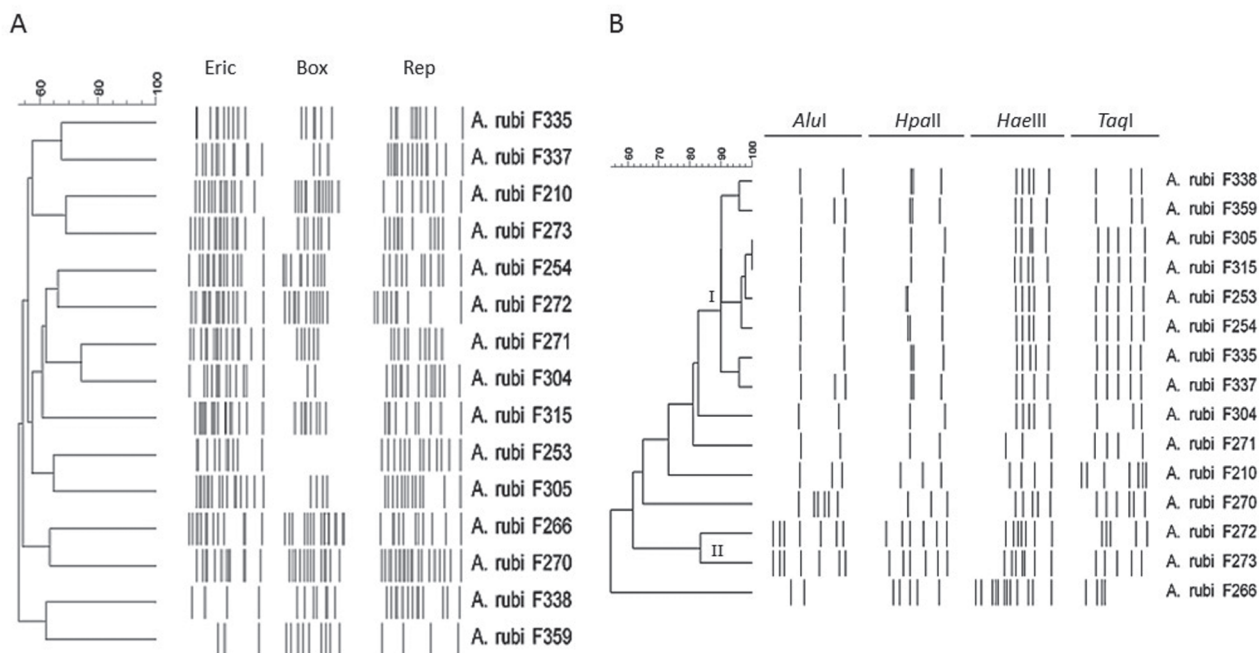 A
Eric Box Rep
60 80 100
A. rubi F335
A. rubi F337
A. rubi F210
A. rubi F273
A. rubi F254
A. rubi F272
A. rubi F271
A. rubi F304
A. rubi F315
A. rubi F253
A. rubi F305
A. rubi F266
A. rubi F270
A. rubi F338
A. rubi F359
B
AluI HpaII HaeIII TaqI
60 70 80 90 100
A. rubi F338
A. rubi F359
A. rubi F305
A. rubi F315
I
A. rubi F253
A. rubi F254
A. rubi F335
A. rubi F337
A. rubi F304
A. rubi F271
A. rubi F210
A. rubi F270
A. rubi F272
II
A. rubi F273
A. rubi F266